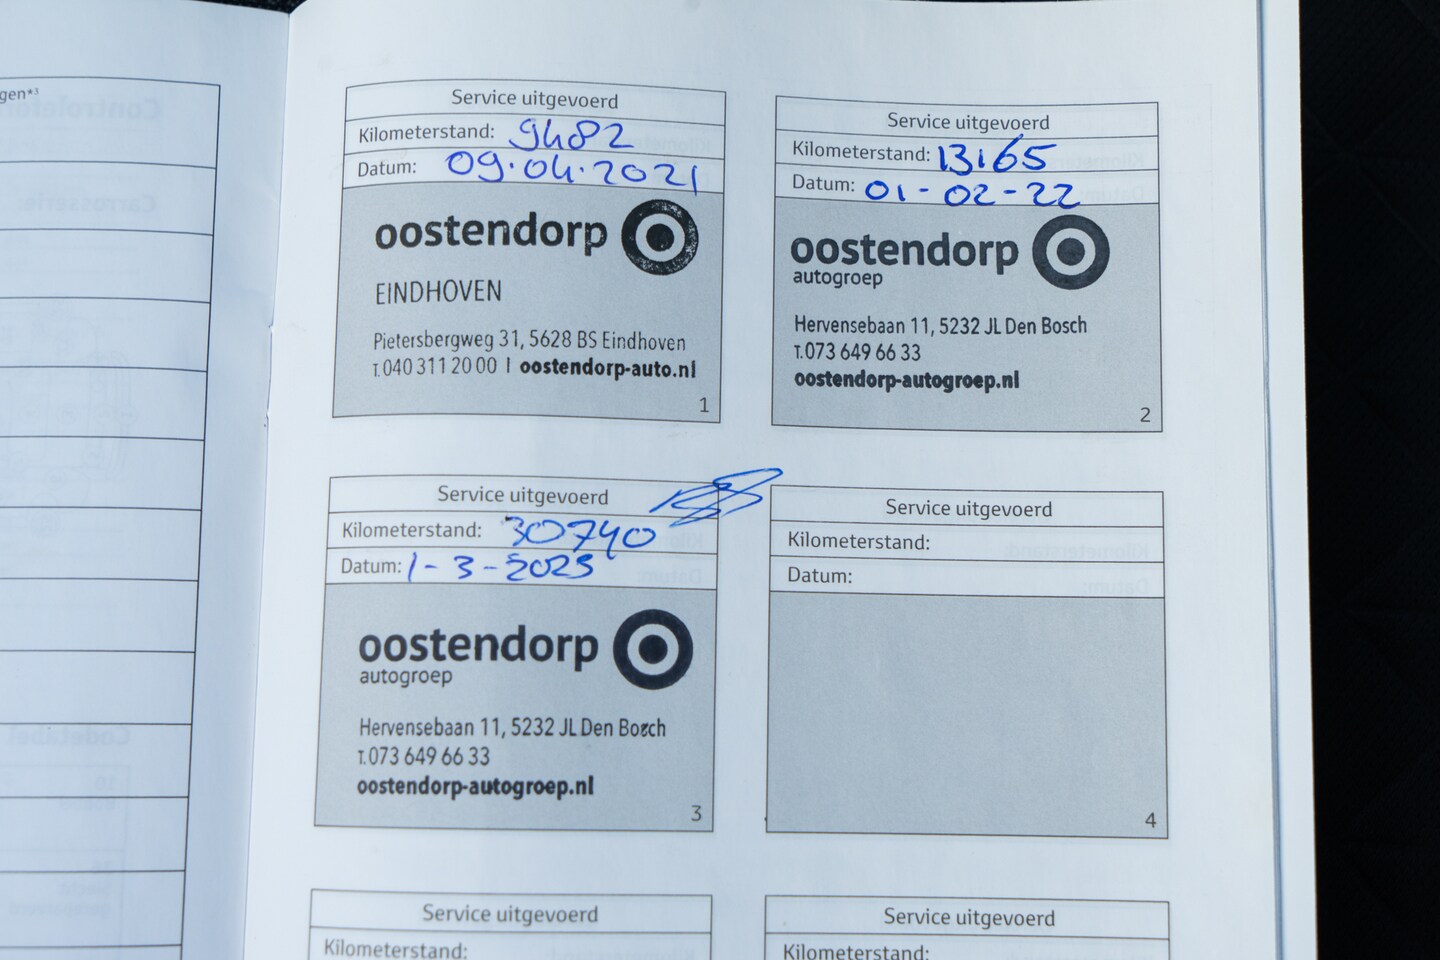 gen*³
Service uitgevoerd
Kilometerstand: 9482
Datum: 09·04·2021
oostendorp
EINDHOVEN
Pietersbergweg 31, 5628 BS Eindhoven
T. 040 311 20 00 | oostendorp-auto.nl
1
Service uitgevoerd
Kilometerstand: 13165
Datum: 01-02-22
oostendorp
autogroep
Hervensebaan 11, 5232 JL Den Bosch
T. 073 649 66 33
oostendorp-autogroep.nl
2
Service uitgevoerd
Kilometerstand: 30740
Datum: 1-3-2023
oostendorp
autogroep
Hervensebaan 11, 5232 JL Den Bosch
T. 073 649 66 33
oostendorp-autogroep.nl
3
Service uitgevoerd
Kilometerstand:
Datum:
4
Service uitgevoerd
Kilometerstand:
Service uitgevoerd
Kilometerstand: